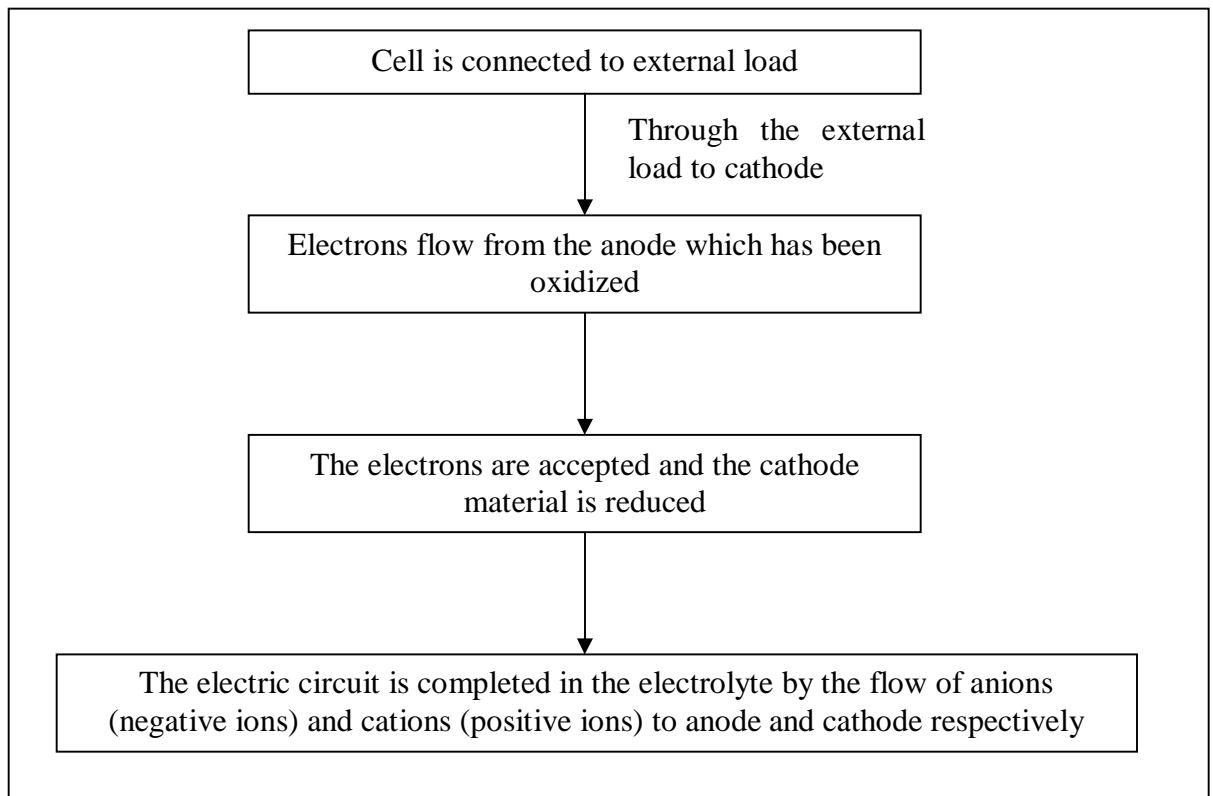 Cell is connected to external load
Through the external
load to cathode
Electrons flow from the anode which has been
oxidized
The electrons are accepted and the cathode
material is reduced
The electric circuit is completed in the electrolyte by the flow of anions
(negative ions) and cations (positive ions) to anode and cathode respectively